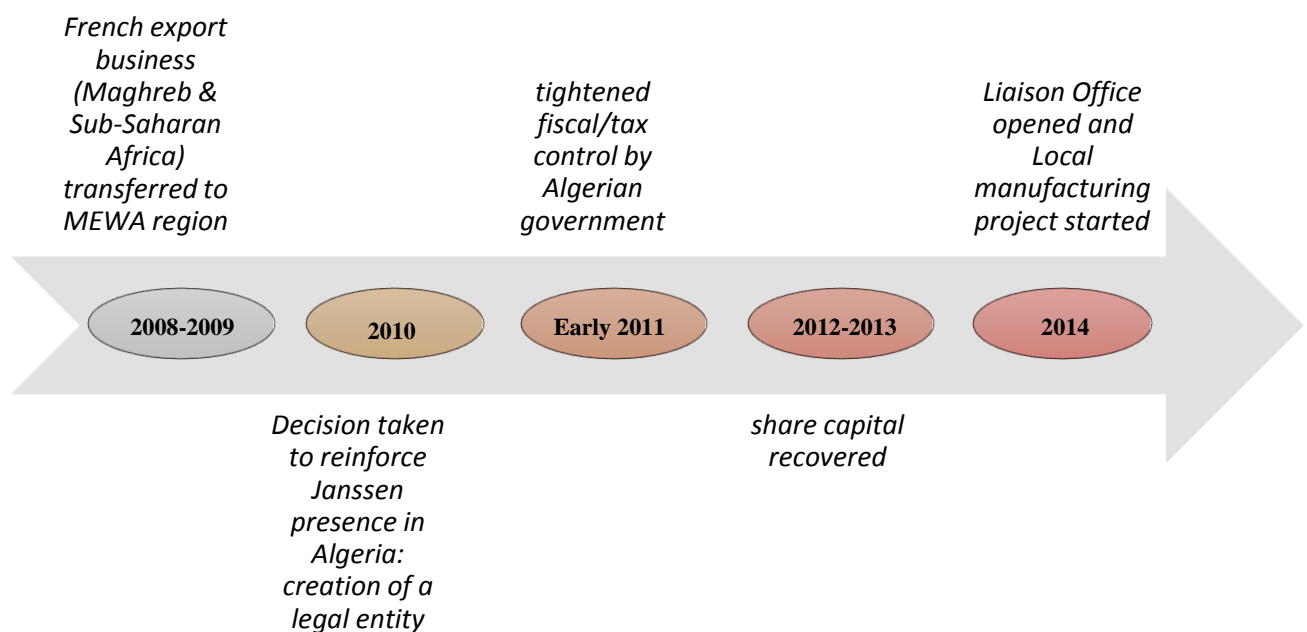 French export
business
(Maghreb &
Sub-Saharan
Africa)
transferred to
MEWA region
tightened
fiscal/tax
control by
Algerian
government
Liaison Office
opened and
Local
manufacturing
project started
2008-2009
2010
Early 2011
2012-2013
2014
Decision taken
to reinforce
Janssen
presence in
Algeria:
creation of a
legal entity
share capital
recovered